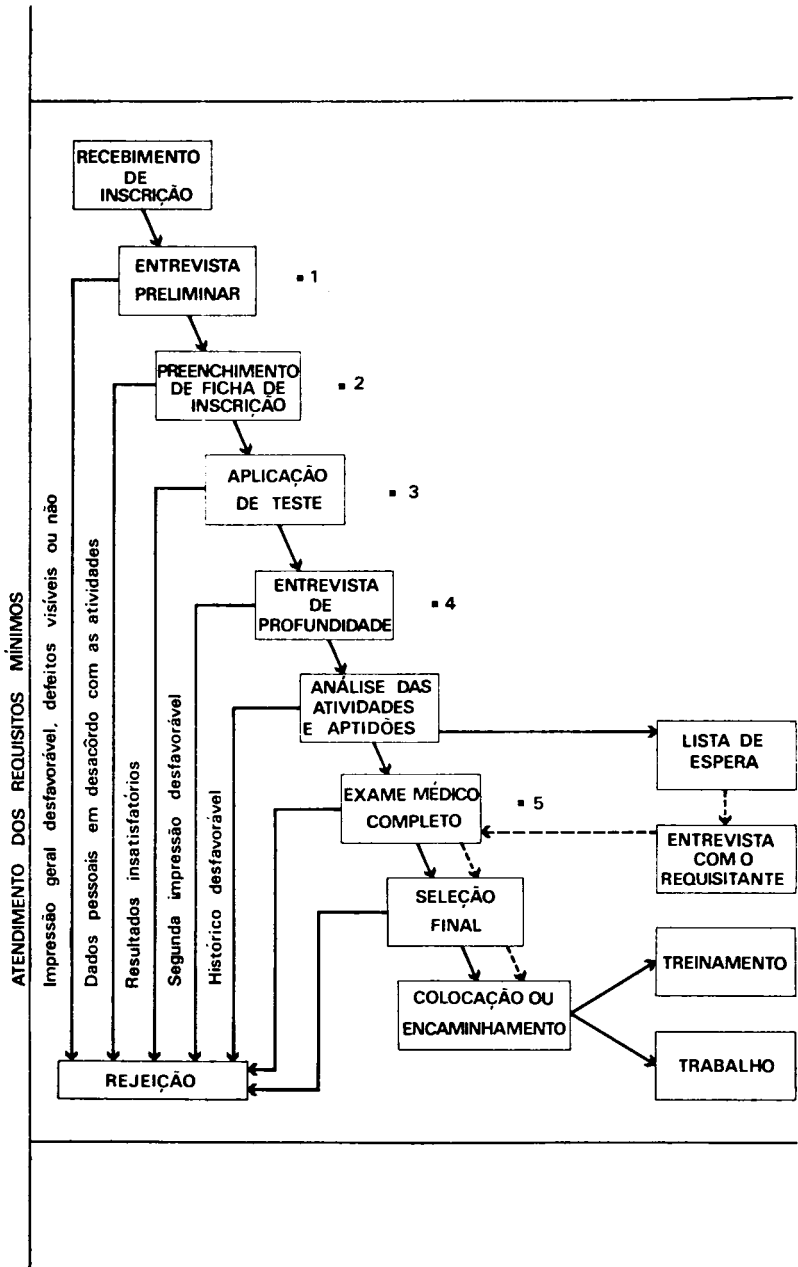 RECEBIMENTO
DE
INSCRIÇÃO
ENTREVISTA
PRELIMINAR
▪ 1
PREENCHIMENTO
DE FICHA DE
INSCRIÇÃO
▪ 2
APLICAÇÃO
DE TESTE
▪ 3
ENTREVISTA
DE
PROFUNDIDADE
▪ 4
ANÁLISE DAS
ATIVIDADES
E APTIDÕES
LISTA DE
ESPERA
EXAME MÉDICO
COMPLETO
▪ 5
ENTREVISTA
COM O
REQUISITANTE
SELEÇÃO
FINAL
COLOCAÇÃO OU
ENCAMINHAMENTO
TREINAMENTO
TRABALHO
REJEIÇÃO
ATENDIMENTO DOS REQUISITOS MÍNIMOS
Impressão geral desfavorável, defeitos visíveis ou não
Dados pessoais em desacôrdo com as atividades
Resultados insatisfatórios
Segunda impressão desfavorável
Histórico desfavorável